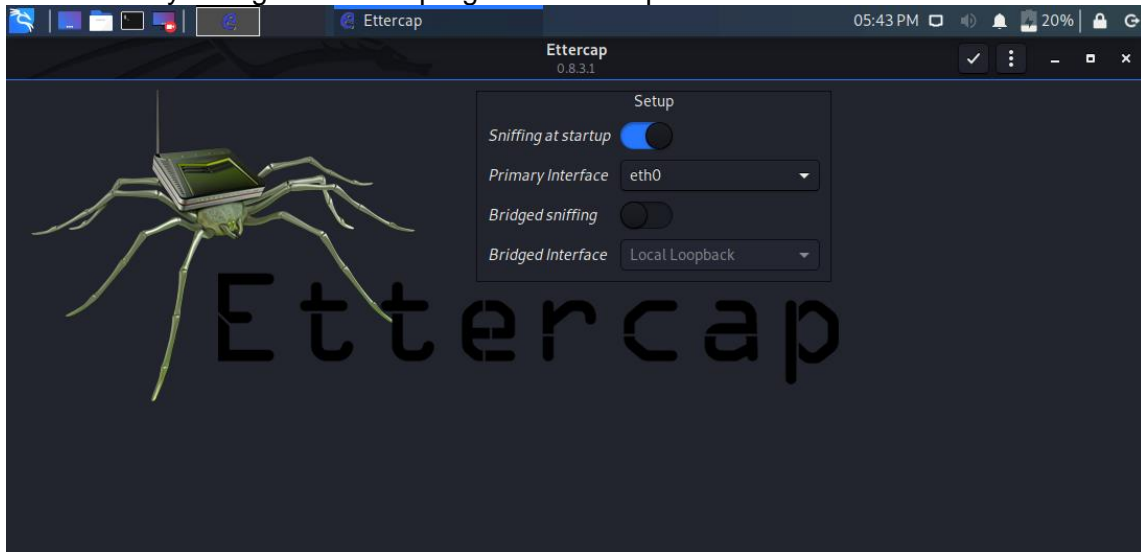 Ettercap
05:43 PM
20%
Ettercap
0.8.3.1
Setup
Sniffing at startup
Primary Interface eth0
Bridged sniffing
Bridged Interface Local Loopback
Ettercap